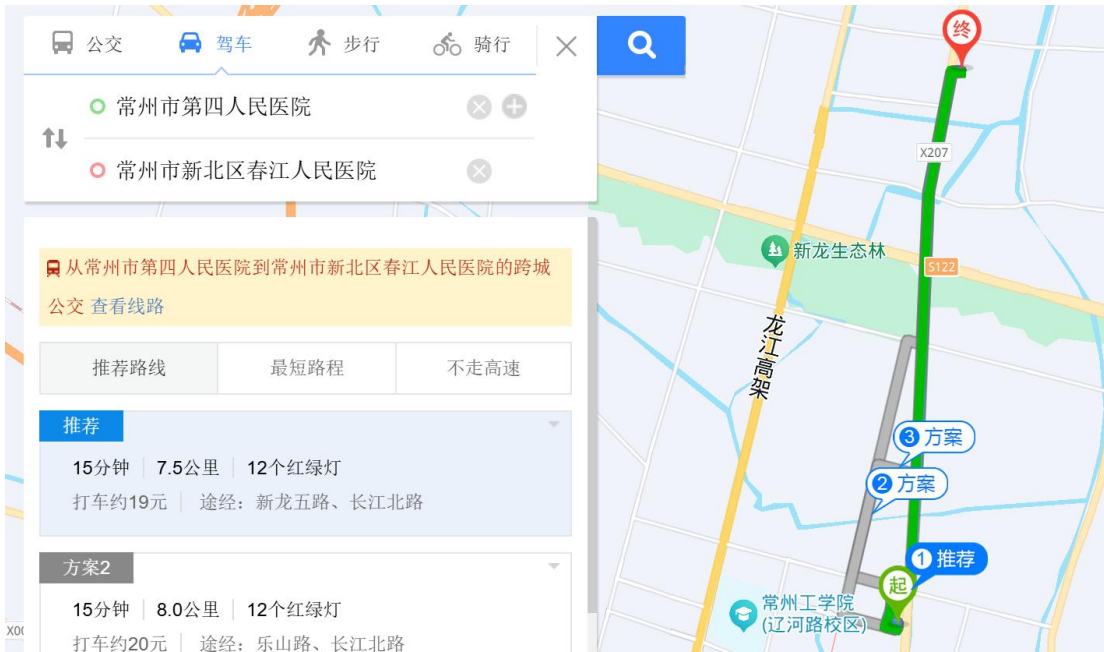 公交
驾车
步行
骑行
常州市第四人民医院
常州市新北区春江人民医院
从常州市第四人民医院到常州市新北区春江人民医院的跨城
公交 查看线路
推荐路线
最短路程
不走高速
推荐
15分钟 7.5公里 12个红绿灯
打车约19元 途经：新龙五路、长江北路
方案2
15分钟 8.0公里 12个红绿灯
打车约20元 途经：乐山路、长江北路
终
X207
新龙生态林
S122
龙江高架
3 方案
2 方案
1 推荐
起
常州工学院
(辽河路校区)